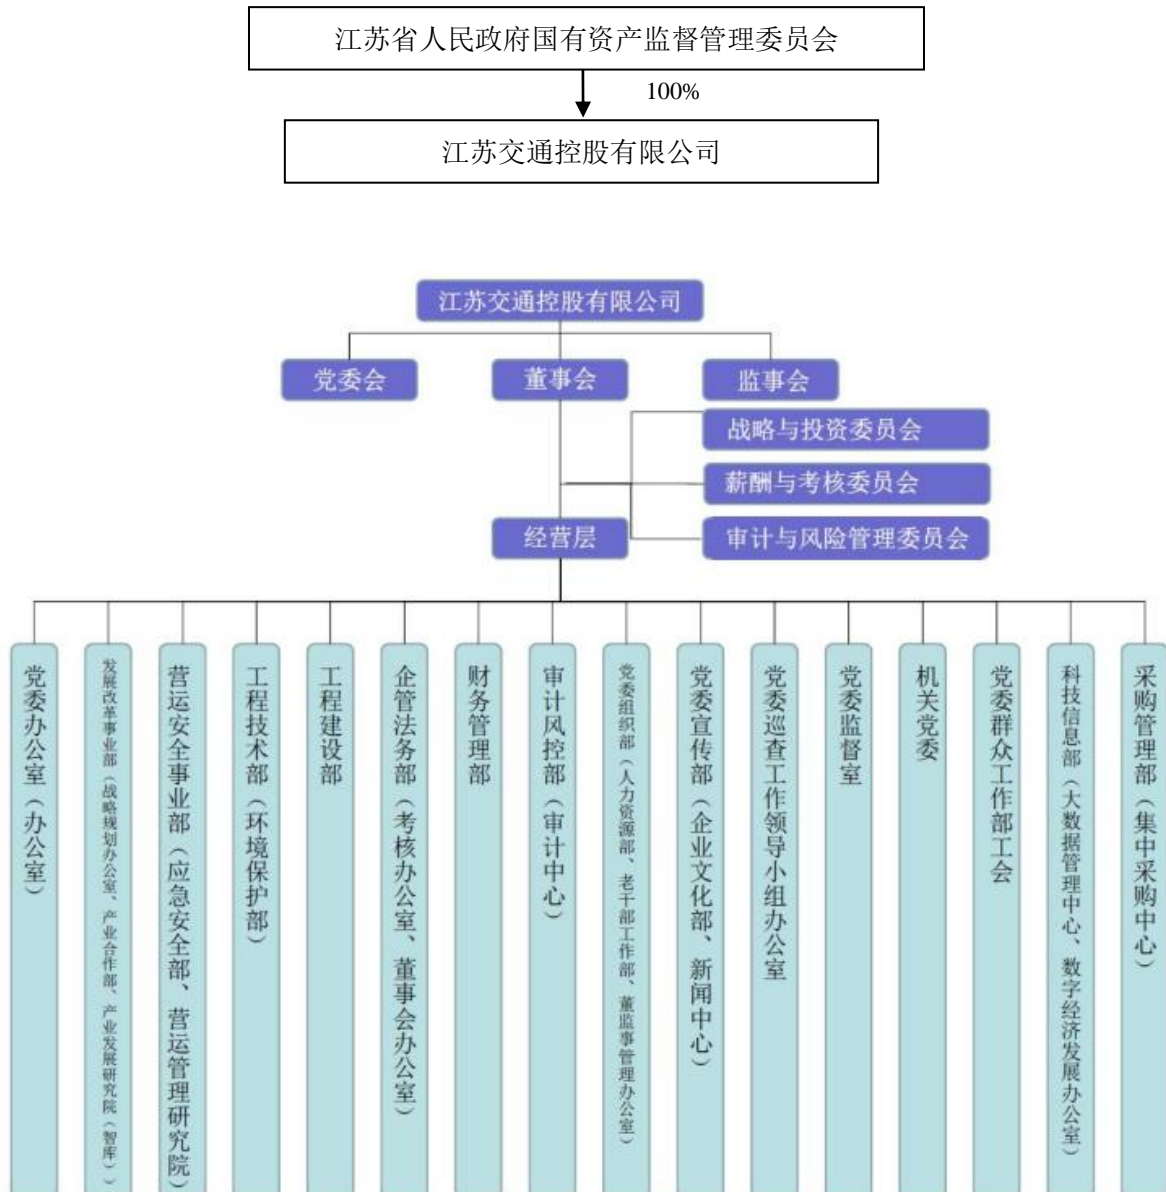 江苏省人民政府国有资产监督管理委员会
100%
江苏交通控股有限公司
江苏交通控股有限公司
党委会
董事会
监事会
战略与投资委员会
薪酬与考核委员会
审计与风险管理委员会
经营层
党委办公室（办公室）
发展改革事业部（战略规划办公室、产业合作部、产业发展研究院（智库））
营运安全事业部（应急安全部、营运管理研究院）
工程技术部（环境保护部）
工程建设部
企管法务部（考核办公室、董事会办公室）
财务管理部
审计风控部（审计中心）
党委组织部（人力资源部、老干部工作部、董监事管理办公室）
党委宣传部（企业文化部、新闻中心）
党委巡查工作领导小组办公室
党委监督室
机关党委
党委群众工作部工会
科技信息部（大数据管理中心、数字经济发展办公室）
采购管理部（集中采购中心）